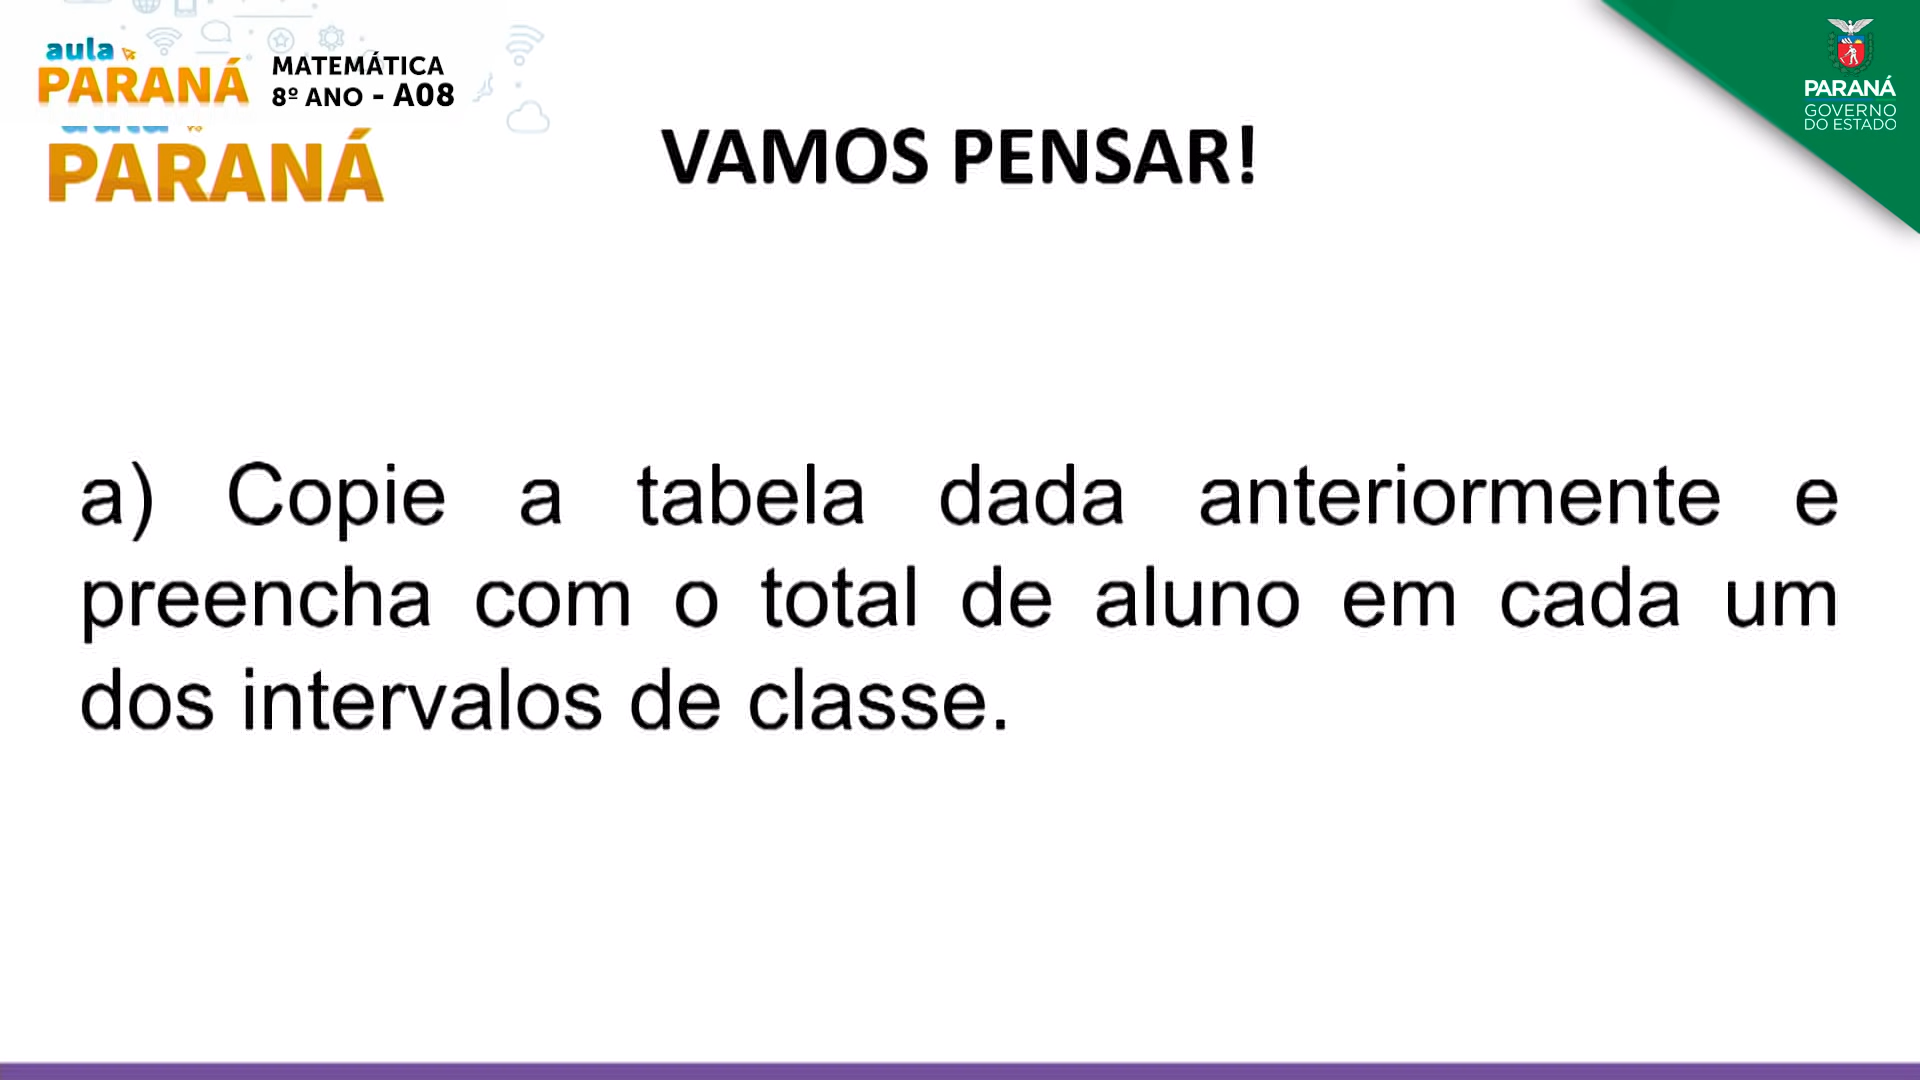 aula
PARANÁ
MATEMÁTICA
8º ANO - A08
PARANÁ
GOVERNO
DO ESTADO
aula
PARANÁ
VAMOS PENSAR!
a) Copie a tabela dada anteriormente e
preencha com o total de aluno em cada um
dos intervalos de classe.